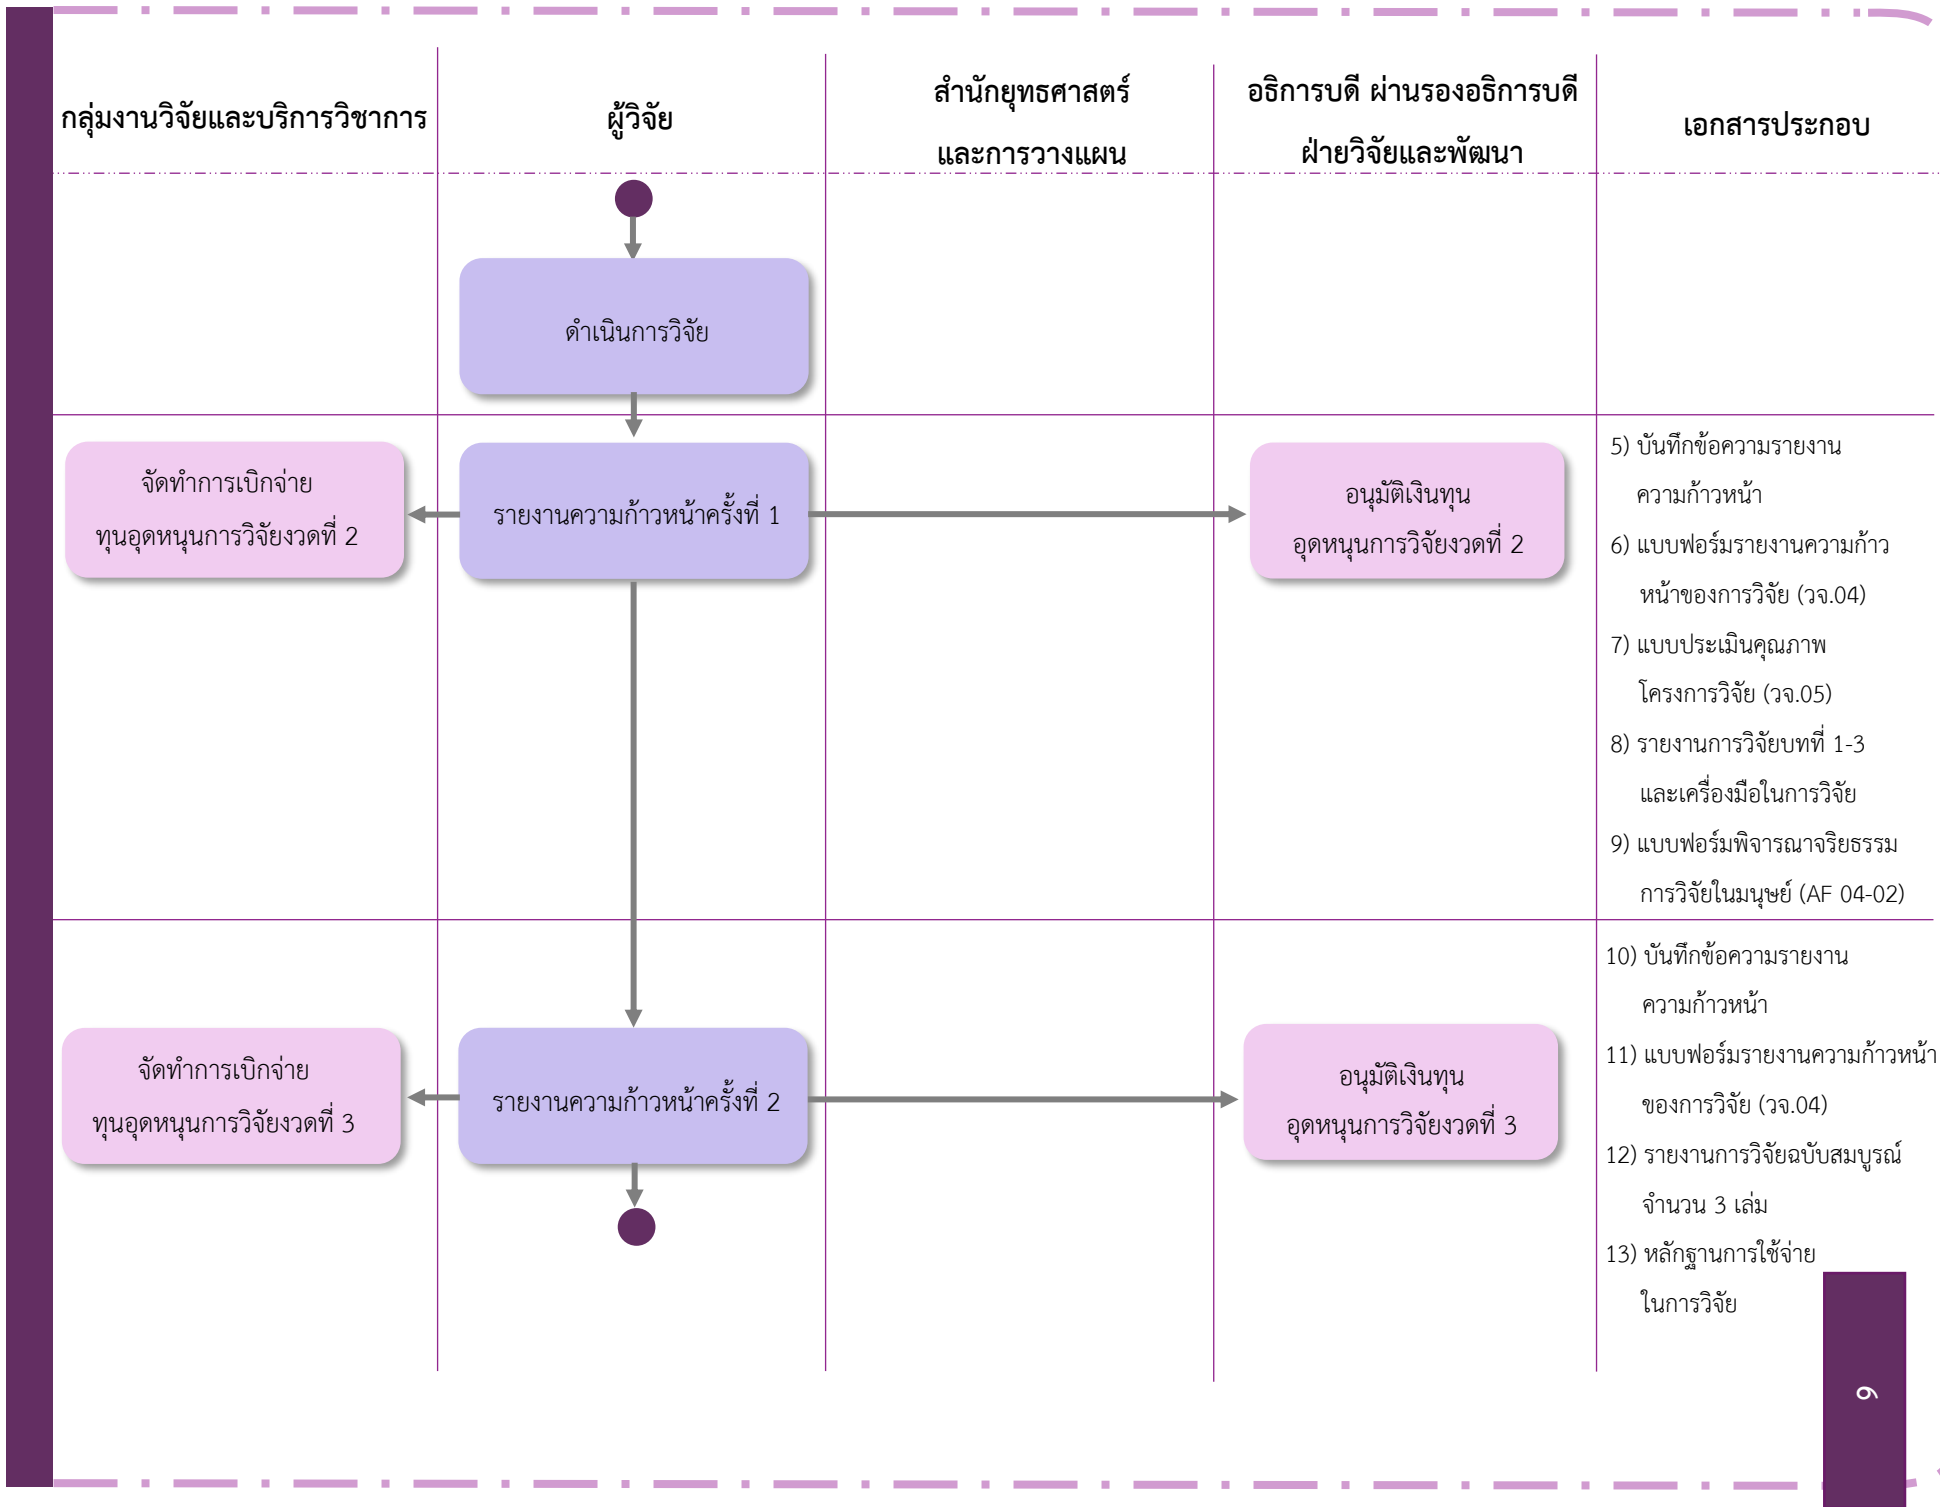 กลุ่มงานวิจัยและบริการวิชาการ
ผู้วิจัย
สำนักยุทธศาสตร์
และการวางแผน
อธิการบดี ผ่านรองอธิการบดี
ฝ่ายวิจัยและพัฒนา
เอกสารประกอบ
ดำเนินการวิจัย
จัดทำการเบิกจ่าย
ทุนอุดหนุนการวิจัยงวดที่ 2
รายงานความก้าวหน้าครั้งที่ 1
อนุมัติเงินทุน
อุดหนุนการวิจัยงวดที่ 2
5) บันทึกข้อความรายงาน
ความก้าวหน้า
6) แบบฟอร์มรายงานความก้าว
หน้าของการวิจัย (วจ.04)
7) แบบประเมินคุณภาพ
โครงการวิจัย (วจ.05)
8) รายงานการวิจัยบทที่ 1-3
และเครื่องมือในการวิจัย
9) แบบฟอร์มพิจารณาจริยธรรม
การวิจัยในมนุษย์ (AF 04-02)
จัดทำการเบิกจ่าย
ทุนอุดหนุนการวิจัยงวดที่ 3
รายงานความก้าวหน้าครั้งที่ 2
อนุมัติเงินทุน
อุดหนุนการวิจัยงวดที่ 3
10) บันทึกข้อความรายงาน
ความก้าวหน้า
11) แบบฟอร์มรายงานความก้าวหน้า
ของการวิจัย (วจ.04)
12) รายงานการวิจัยฉบับสมบูรณ์
จำนวน 3 เล่ม
13) หลักฐานการใช้จ่าย
ในการวิจัย
6